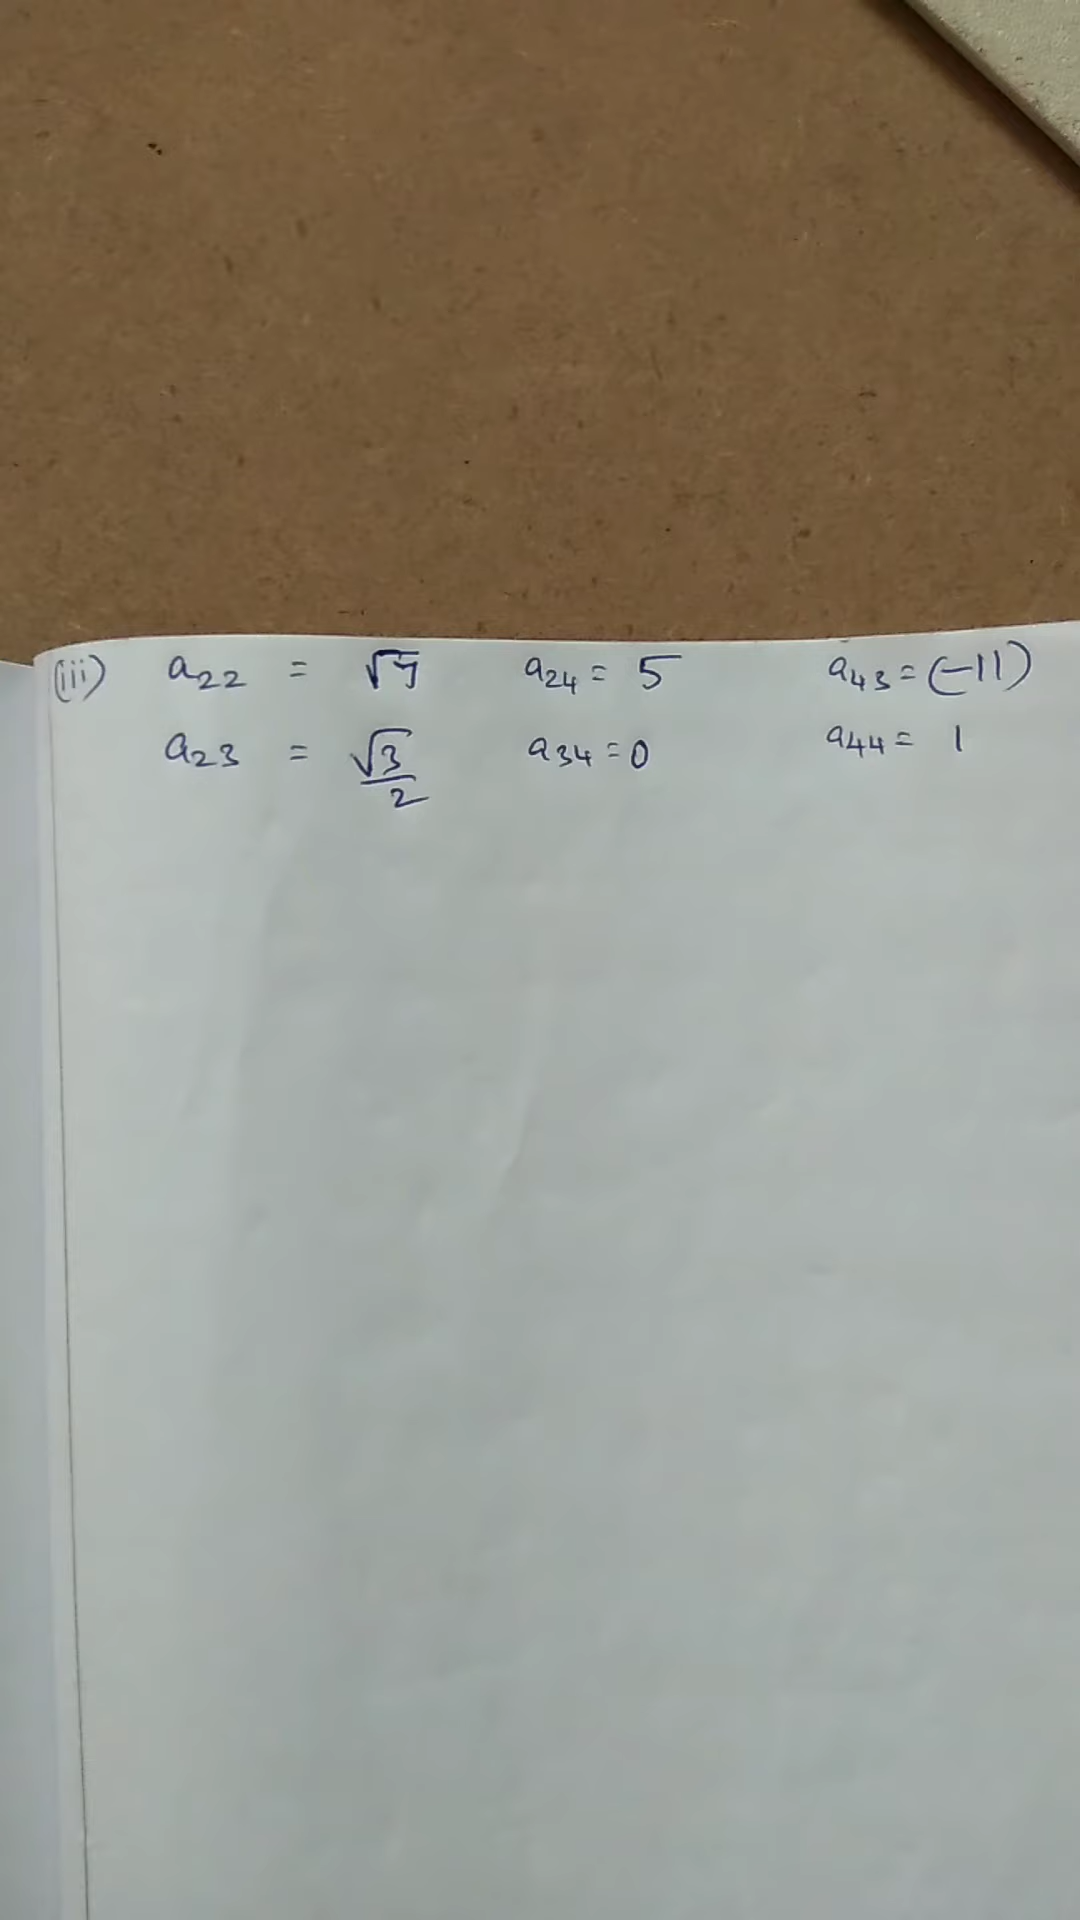 (iii) a22 = √7 a24 = 5 a43 = (-11)
a23 = √3/2 a34 = 0 a44 = 1